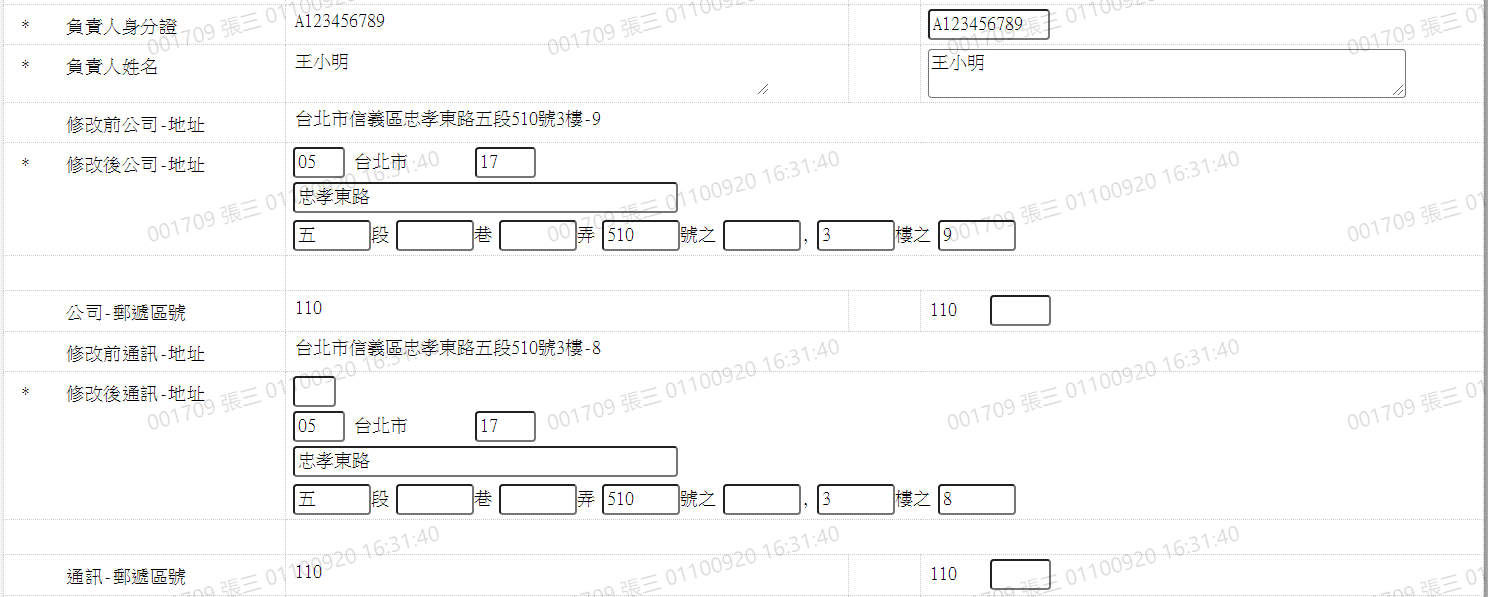 * 負責人身分證 A123456789 A123456789
* 負責人姓名 王小明 王小明
修改前公司-地址 台北市信義區忠孝東路五段510號3樓-9
* 修改後公司-地址 05 台北市 17
忠孝東路
五 段 巷 弄 510 號之 , 3 樓之 9
公司-郵遞區號 110 110
修改前通訊-地址 台北市信義區忠孝東路五段510號3樓-8
* 修改後通訊-地址
05 台北市 17
忠孝東路
五 段 巷 弄 510 號之 , 3 樓之 8
通訊-郵遞區號 110 110
001709 張三 01100920 16:31:40